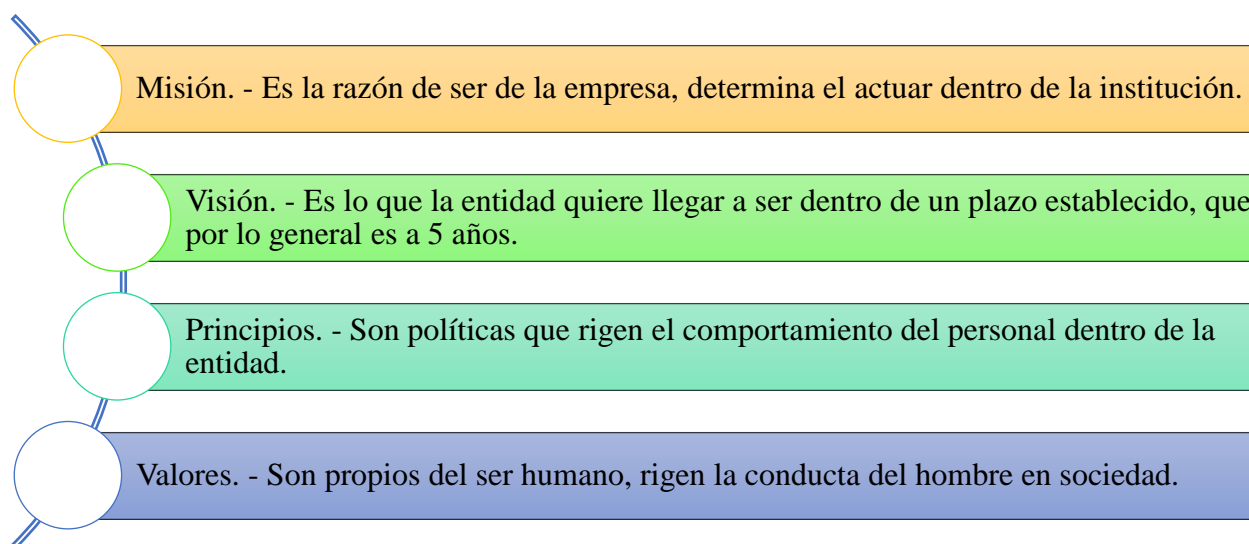 Misión. - Es la razón de ser de la empresa, determina el actuar dentro de la institución.
Visión. - Es lo que la entidad quiere llegar a ser dentro de un plazo establecido, que
por lo general es a 5 años.
Principios. - Son políticas que rigen el comportamiento del personal dentro de la
entidad.
Valores. - Son propios del ser humano, rigen la conducta del hombre en sociedad.